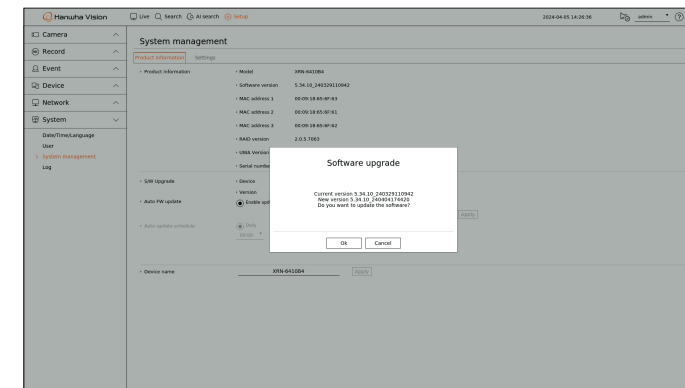 Hanwha Vision
Live Search AI search Setup
2024-04-05 14:26:36
admin
?
Camera
Record
Event
Device
Network
System
Date/Time/Language
User
System management
Log
System management
Product information Settings
Product information
Model XRN-6410B4
Software version 5.34.10_240329110942
MAC address 1 00:09:18:65:6F:63
MAC address 2 00:09:18:65:6F:61
MAC address 3 00:09:18:65:6F:62
RAID version 2.0.5.7063
UWA Version
Serial numbe
S/W Upgrade
Device
Version
Auto FW update
Enable upd
Apply
Auto update schedule
Daily
00:00
Software upgrade
Current version 5.34.10_240329110942
New version 5.34.10_240404174420
Do you want to update the software?
Ok Cancel
Device name XRN-6410B4 Apply